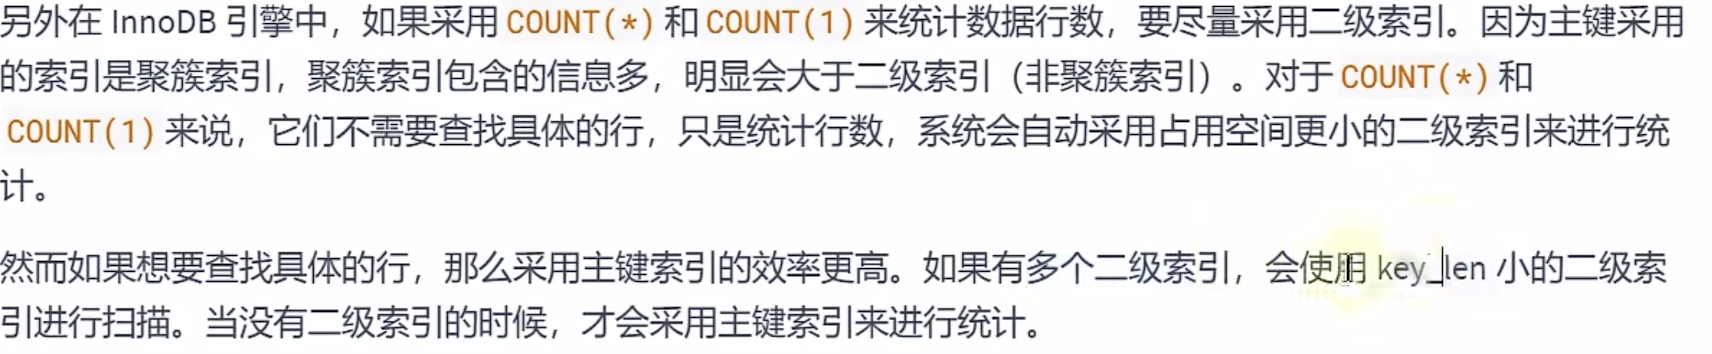 另外在 InnoDB 引擎中，如果采用 COUNT(*) 和 COUNT(1) 来统计数据行数，要尽量采用二级索引。因为主键采用
的索引是聚簇索引，聚簇索引包含的信息多，明显会大于二级索引（非聚簇索引）。对于 COUNT(*) 和
COUNT(1) 来说，它们不需要查找具体的行，只是统计行数，系统会自动采用占用空间更小的二级索引来进行统
计。
然而如果想要查找具体的行，那么采用主键索引的效率更高。如果有多个二级索引，会使用 key_len 小的二级索
引进行扫描。当没有二级索引的时候，才会采用主键索引来进行统计。